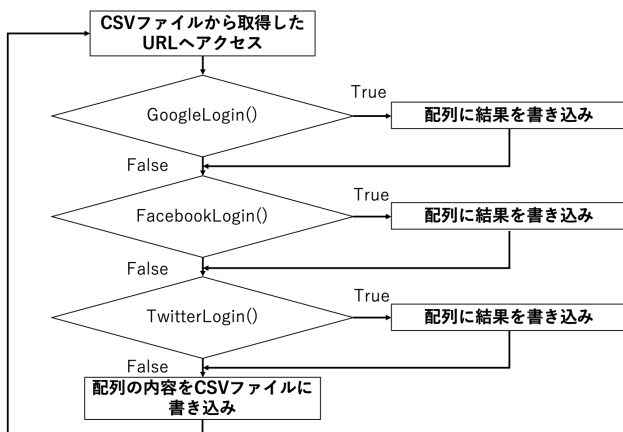 CSVファイルから取得した
URLへアクセス
True
GoogleLogin()
配列に結果を書き込み
False
True
FacebookLogin()
配列に結果を書き込み
False
True
TwitterLogin()
配列に結果を書き込み
False
配列の内容をCSVファイルに
書き込み